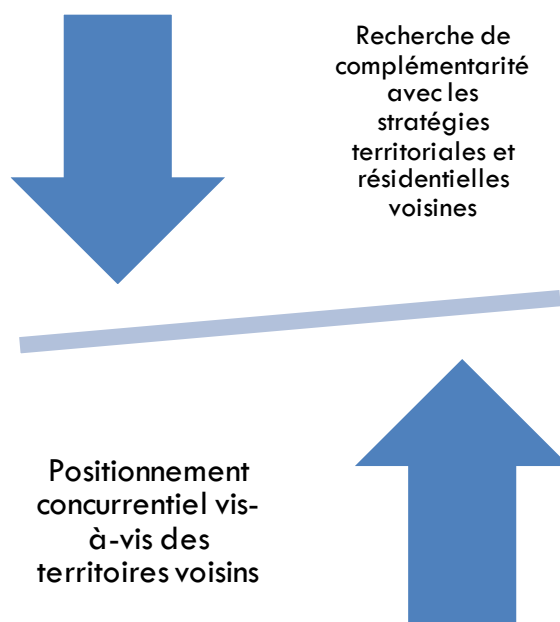 Recherche de
complémentarité
avec les
stratégies
territoriales et
résidentielles
voisines
Positionnement
concurrentiel vis-
à-vis des
territoires voisins